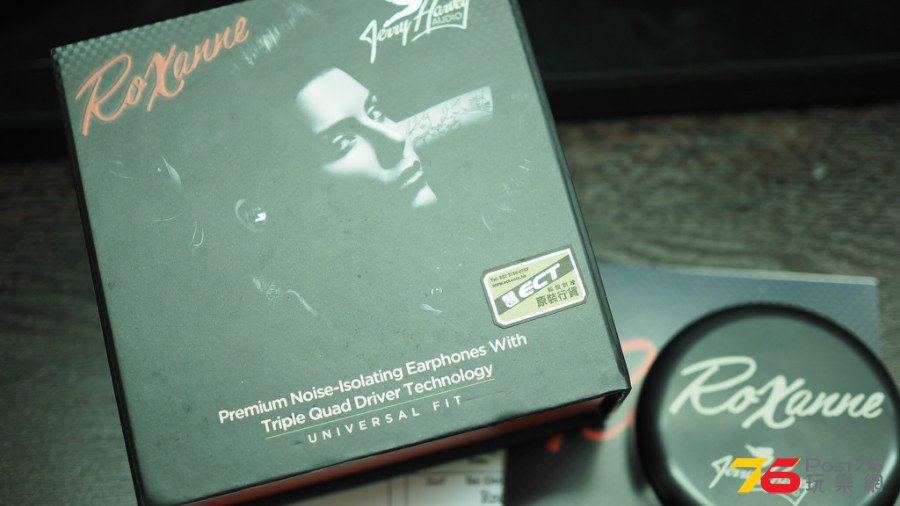 RoXanne
Jerry Harvey
AUDIO
ECT
原裝行貨
Premium Noise-Isolating Earphones With
Triple Quad Driver Technology
UNIVERSAL FIT
RoXanne
76 Post76
玩樂網